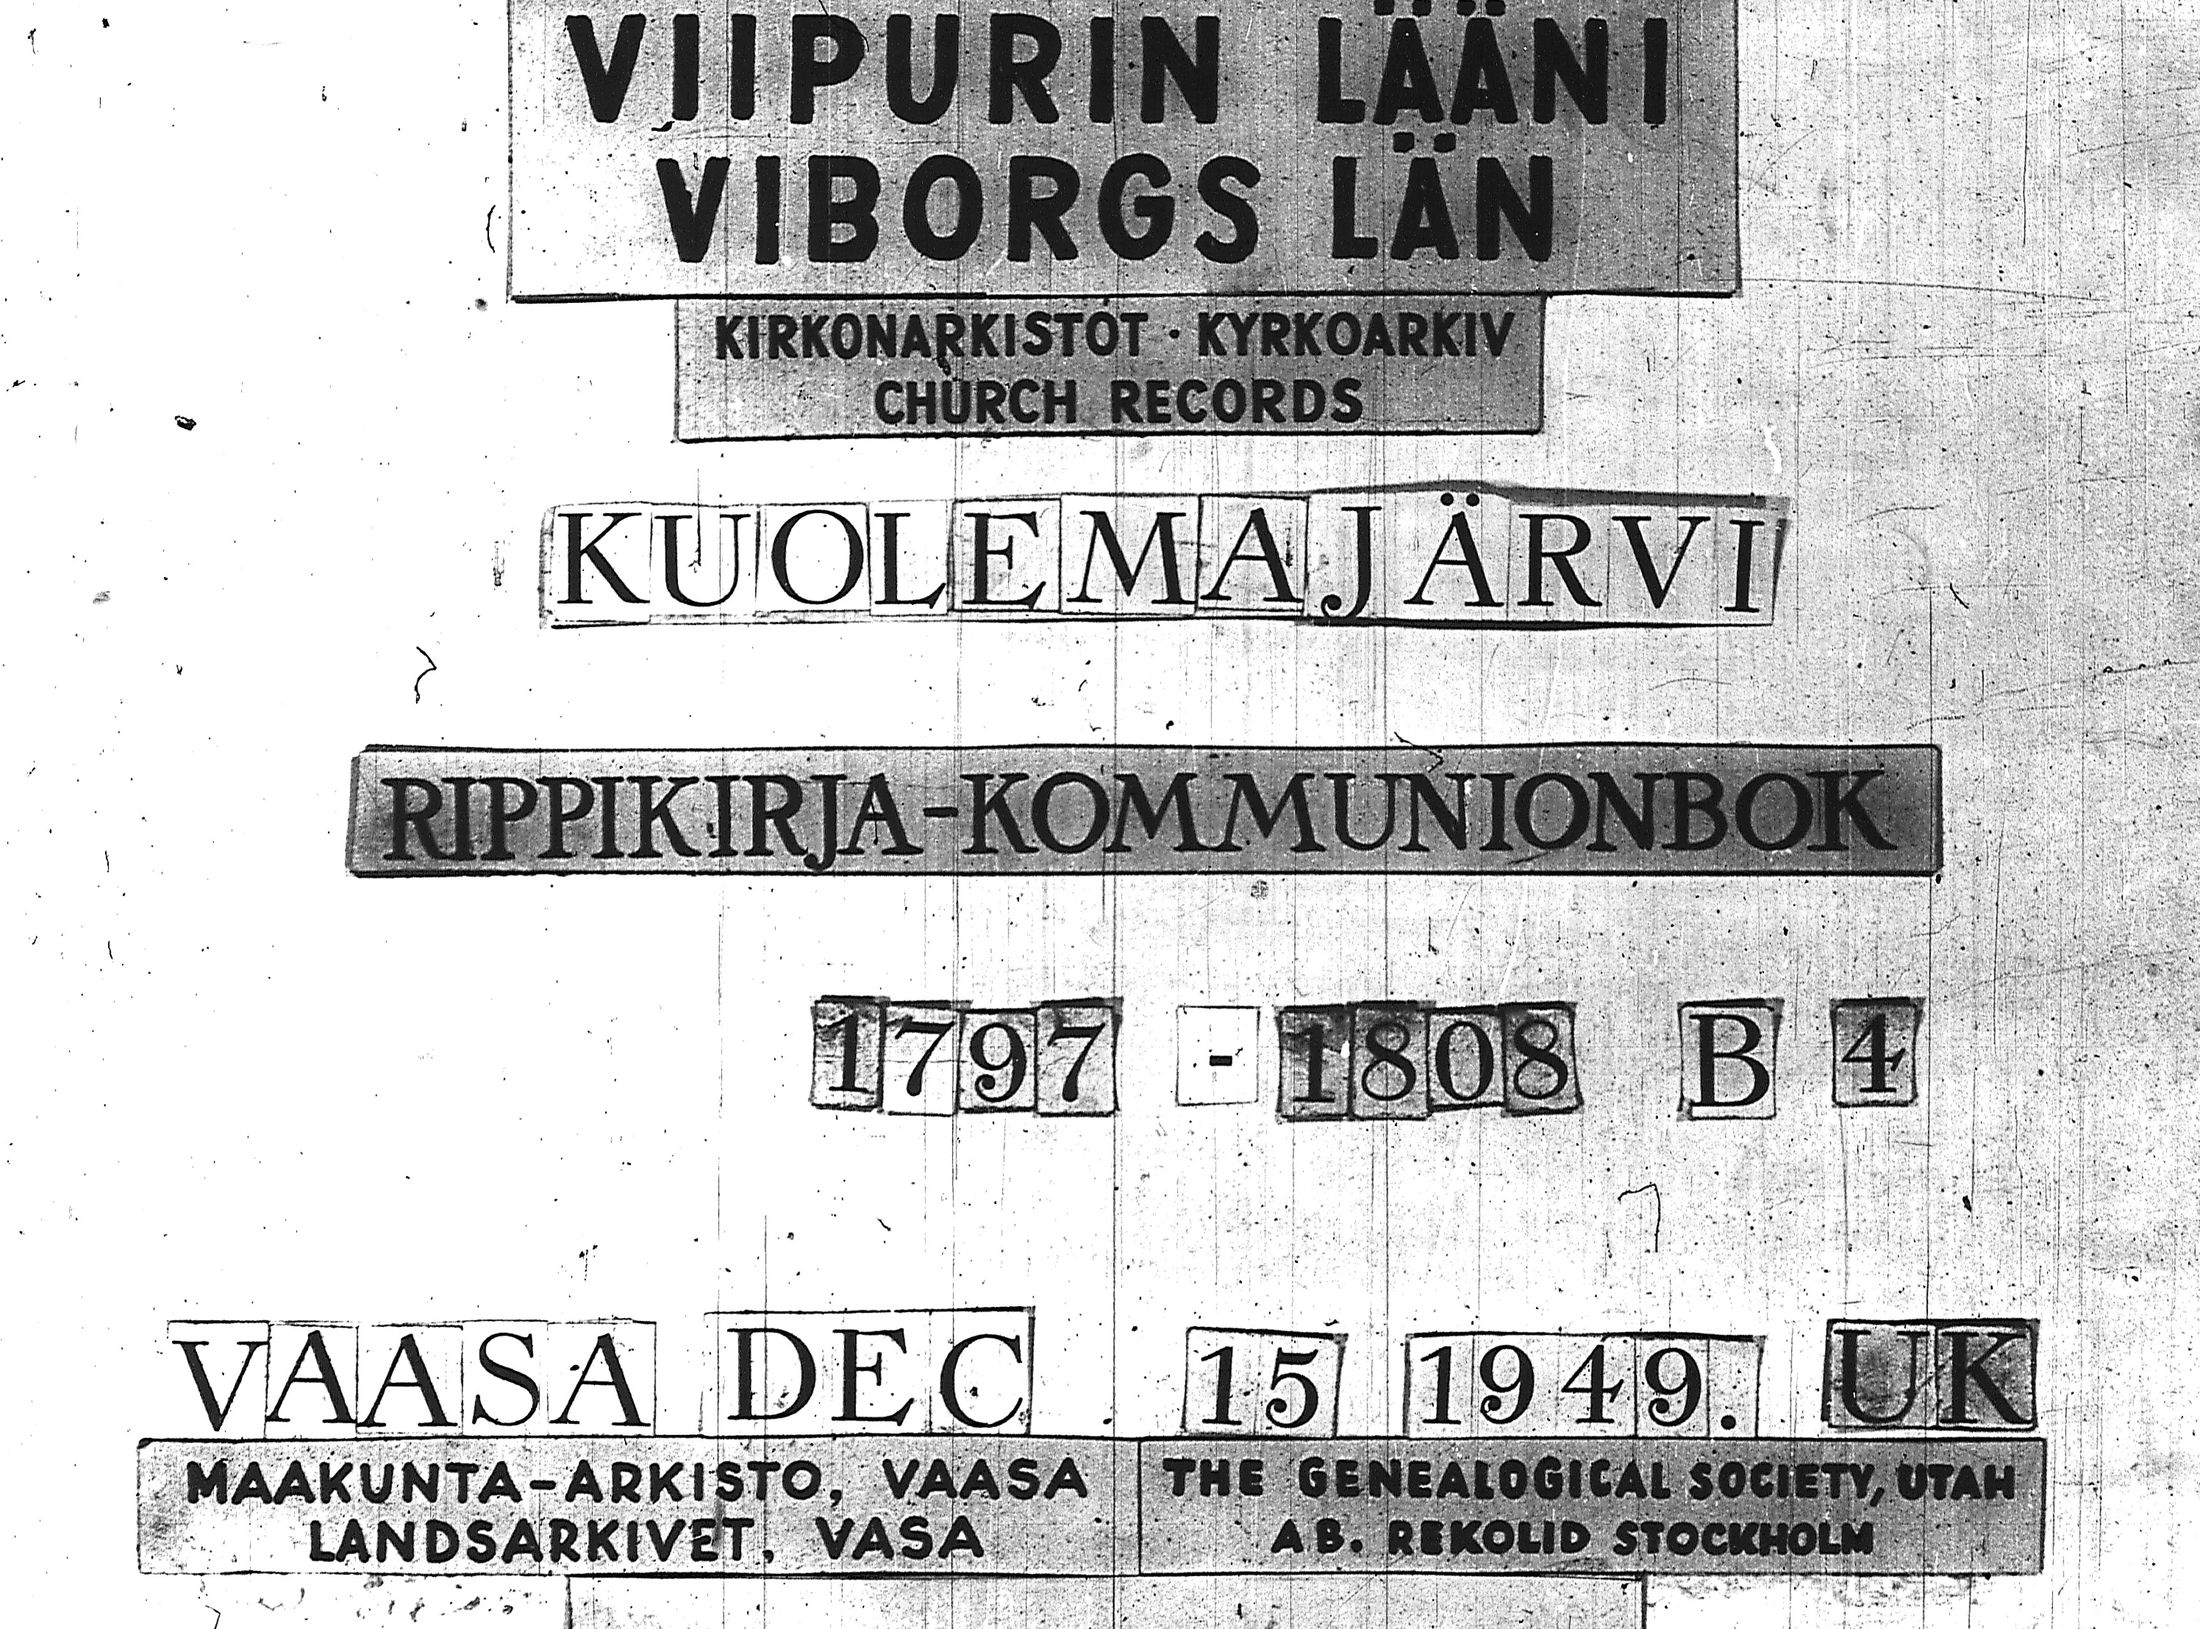 VIIPURIN LÄÄNI
VIBORGS LÄN
KIRKONARKISTOT · KYRKOARKIV
CHURCH RECORDS
KUOLEMAJÄRVI
RIPPIKIRJA-KOMMUNIONBOK
1797 - 1808 B 4
VAASA DEC 15 1949. UK
MAAKUNTA-ARKISTO, VAASA
LANDSARKIVET, VASA
THE GENEALOGICAL SOCIETY, UTAH
AB. REKOLID STOCKHOLM